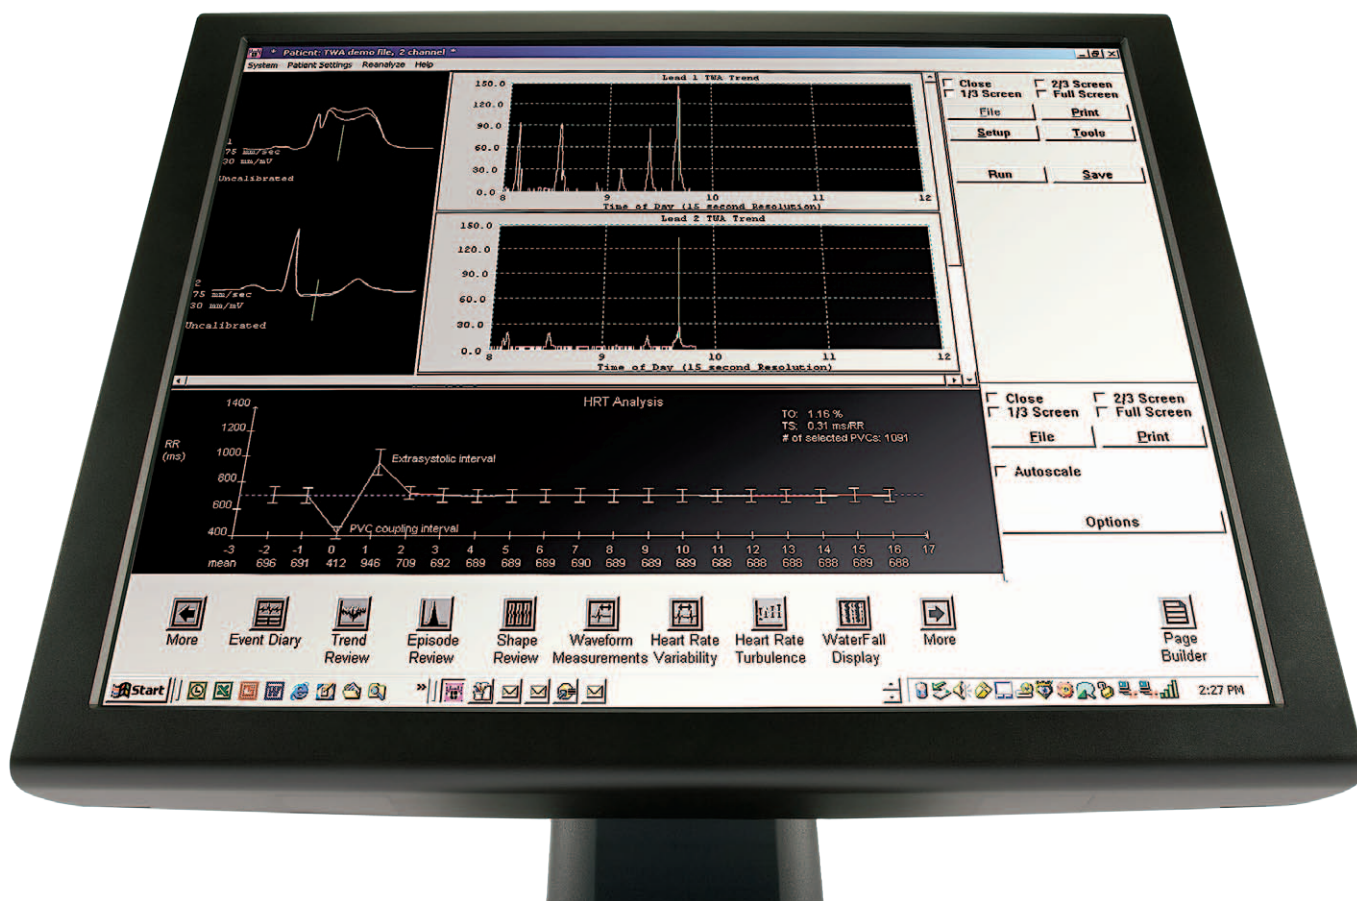 * Patient: TWA demo file, 2 channel *
System Patient Settings Reanalyze Help
1
75 mm/sec
30 mm/mV
Uncalibrated
2
75 mm/sec
30 mm/mV
Uncalibrated
Lead 1 TWA Trend
150.0
120.0
90.0
60.0
30.0
0.0
8 9 10 11 12
Time of Day (15 second Resolution)
Lead 2 TWA Trend
150.0
120.0
90.0
60.0
30.0
0.0
8 9 10 11 12
Time of Day (15 second Resolution)
Close 2/3 Screen
1/3 Screen Full Screen
File Print
Setup Tools
Run Save
HRT Analysis
TO: 1.16 %
TS: 0.31 ms/RR
# of selected PVCs: 1091
1400
1200
1000
800
600
400
RR
(ms)
Extrasystolic interval
PVC coupling interval
-3 -2 -1 0 1 2 3 4 5 6 7 8 9 10 11 12 13 14 15 16 17
mean 696 691 412 946 709 692 689 689 689 690 689 689 689 688 688 688 688 689 688
Close 2/3 Screen
1/3 Screen Full Screen
File Print
Autoscale
Options
More
Event Diary
Trend
Review
Episode
Review
Shape
Review
Waveform
Measurements
Heart Rate
Variability
Heart Rate
Turbulence
WaterFall
Display
More
Page
Builder
Start
2:27 PM